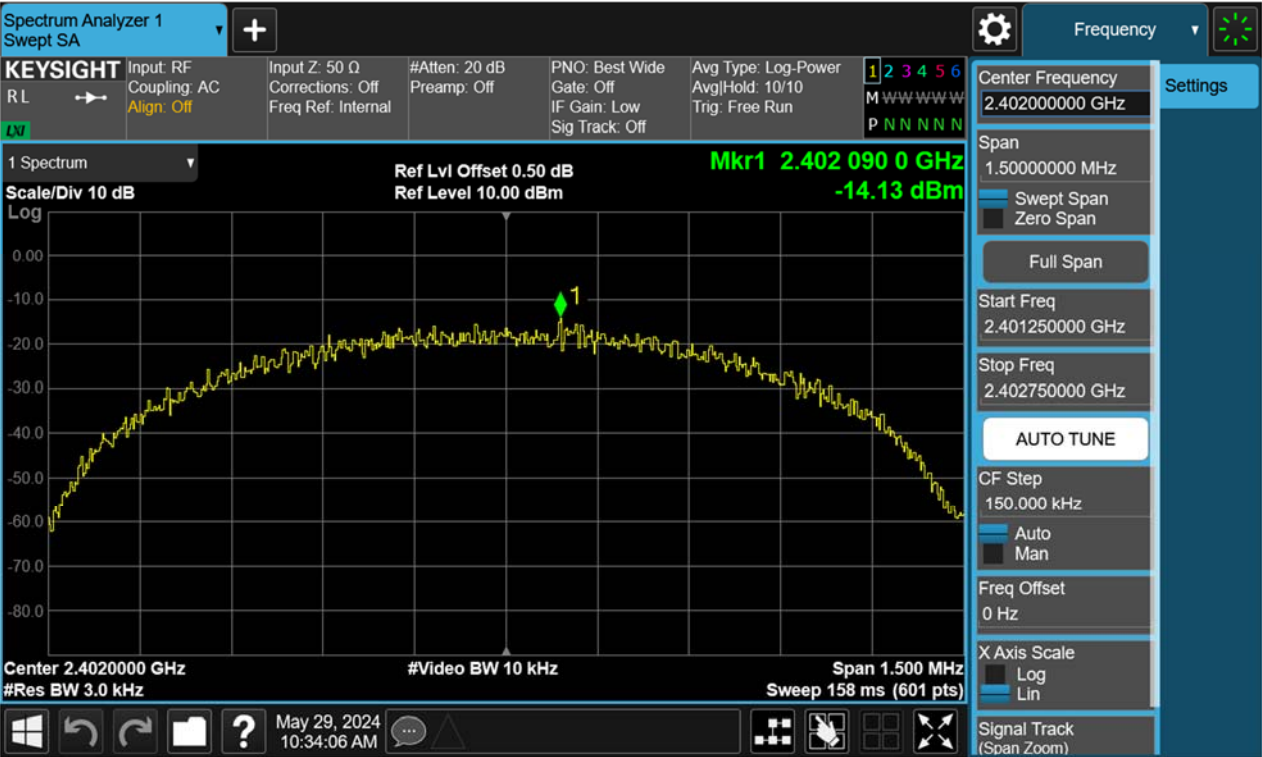 Spectrum Analyzer 1
Swept SA
Frequency
KEYSIGHT
R L
LXI
Input: RF
Coupling: AC
Align: Off
Input Z: 50 Ω
Corrections: Off
Freq Ref: Internal
#Atten: 20 dB
Preamp: Off
PNO: Best Wide
Gate: Off
IF Gain: Low
Sig Track: Off
Avg Type: Log-Power
Avg|Hold: 10/10
Trig: Free Run
1 2 3 4 5 6
M W W W W W
P N N N N N
1 Spectrum
Scale/Div 10 dB
Log
Ref Lvl Offset 0.50 dB
Ref Level 10.00 dBm
Mkr1 2.402 090 0 GHz
-14.13 dBm
0.00
-10.0
-20.0
-30.0
-40.0
-50.0
-60.0
-70.0
-80.0
1
Center 2.4020000 GHz
#Res BW 3.0 kHz
#Video BW 10 kHz
Span 1.500 MHz
Sweep 158 ms (601 pts)
Center Frequency
2.402000000 GHz
Span
1.50000000 MHz
Swept Span
Zero Span
Full Span
Start Freq
2.401250000 GHz
Stop Freq
2.402750000 GHz
AUTO TUNE
CF Step
150.000 kHz
Auto
Man
Freq Offset
0 Hz
X Axis Scale
Log
Lin
Signal Track
(Span Zoom)
Settings
?
May 29, 2024
10:34:06 AM